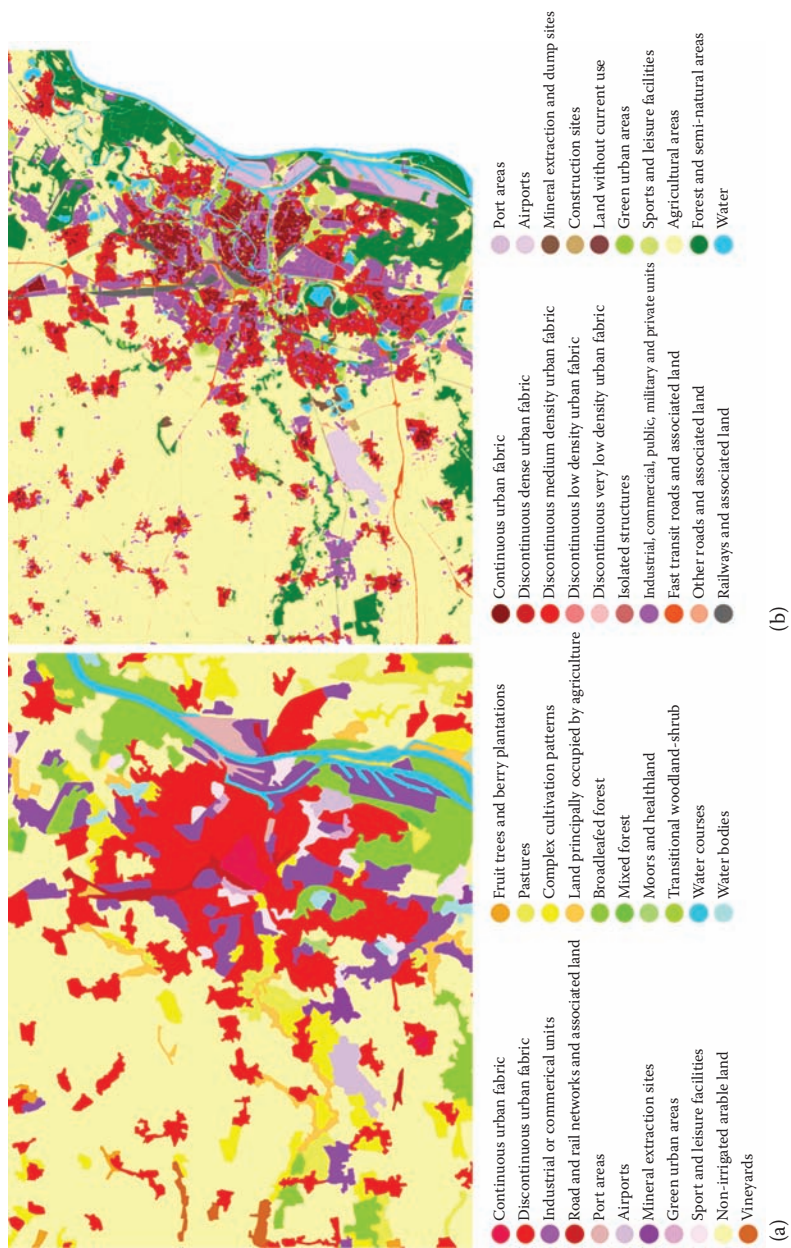 Continuous urban fabric
Discontinuous urban fabric
Industrial or commerical units
Road and rail networks and associated land
Port areas
Airports
Mineral extraction sites
Green urban areas
Sport and leisure facilities
Non-irrigated arable land
Vineyards
Fruit trees and berry plantations
Pastures
Complex cultivation patterns
Land principally occupied by agriculture
Broadleafed forest
Mixed forest
Moors and healthland
Transitional woodland-shrub
Water courses
Water bodies
(a)
Continuous urban fabric
Discontinuous dense urban fabric
Discontinuous medium density urban fabric
Discontinuous low density urban fabric
Discontinuous very low density urban fabric
Isolated structures
Industrial, commercial, public, military and private units
Fast transit roads and associated land
Other roads and associated land
Railways and associated land
Port areas
Airports
Mineral extraction and dump sites
Construction sites
Land without current use
Green urban areas
Sports and leisure facilities
Agricultural areas
Forest and semi-natural areas
Water
(b)